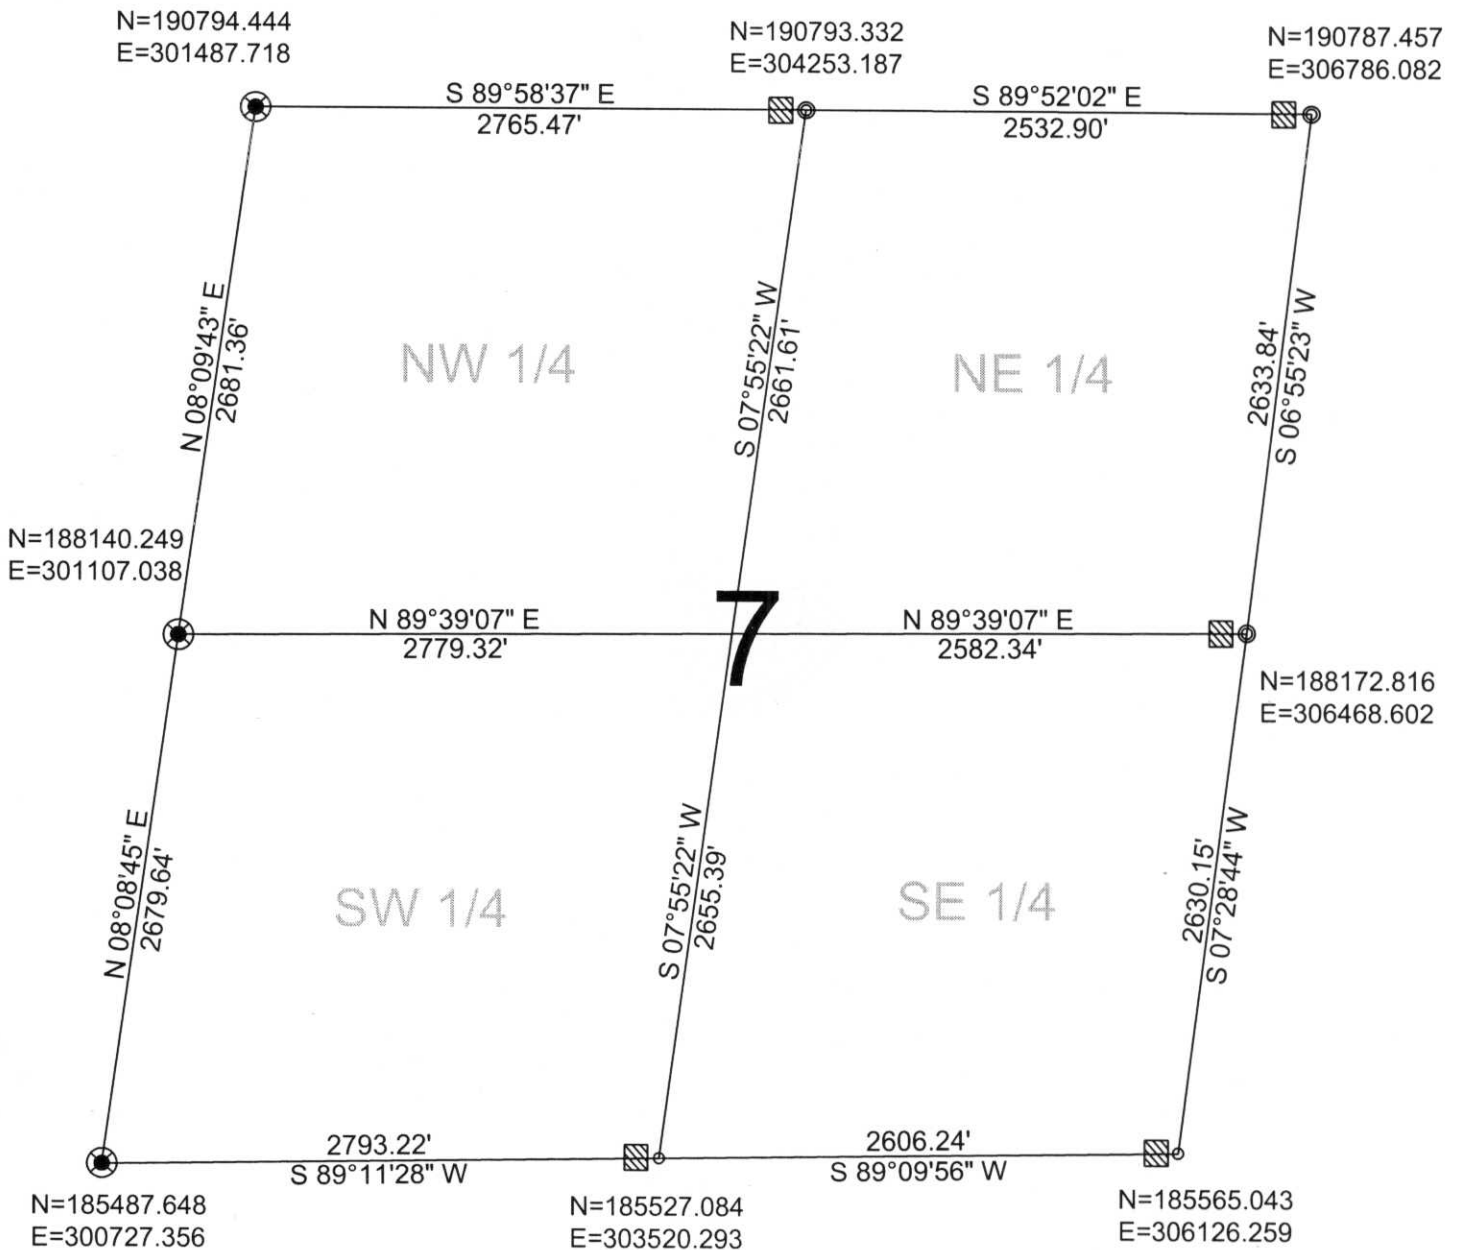 N=190794.444
E=301487.718
N=190793.332
E=304253.187
N=190787.457
E=306786.082
S 89°58'37" E
2765.47'
S 89°52'02" E
2532.90'
N 08°09'43" E
2681.36'
NW 1/4
S 07°55'22" W
2661.61'
NE 1/4
2633.84'
S 06°55'23" W
N=188140.249
E=301107.038
N 89°39'07" E
2779.32'
7
N 89°39'07" E
2582.34'
N=188172.816
E=306468.602
N 08°08'45" E
2679.64'
SW 1/4
S 07°55'22" W
2655.39'
SE 1/4
2630.15'
S 07°28'44" W
2793.22'
S 89°11'28" W
2606.24'
S 89°09'56" W
N=185487.648
E=300727.356
N=185527.084
E=303520.293
N=185565.043
E=306126.259